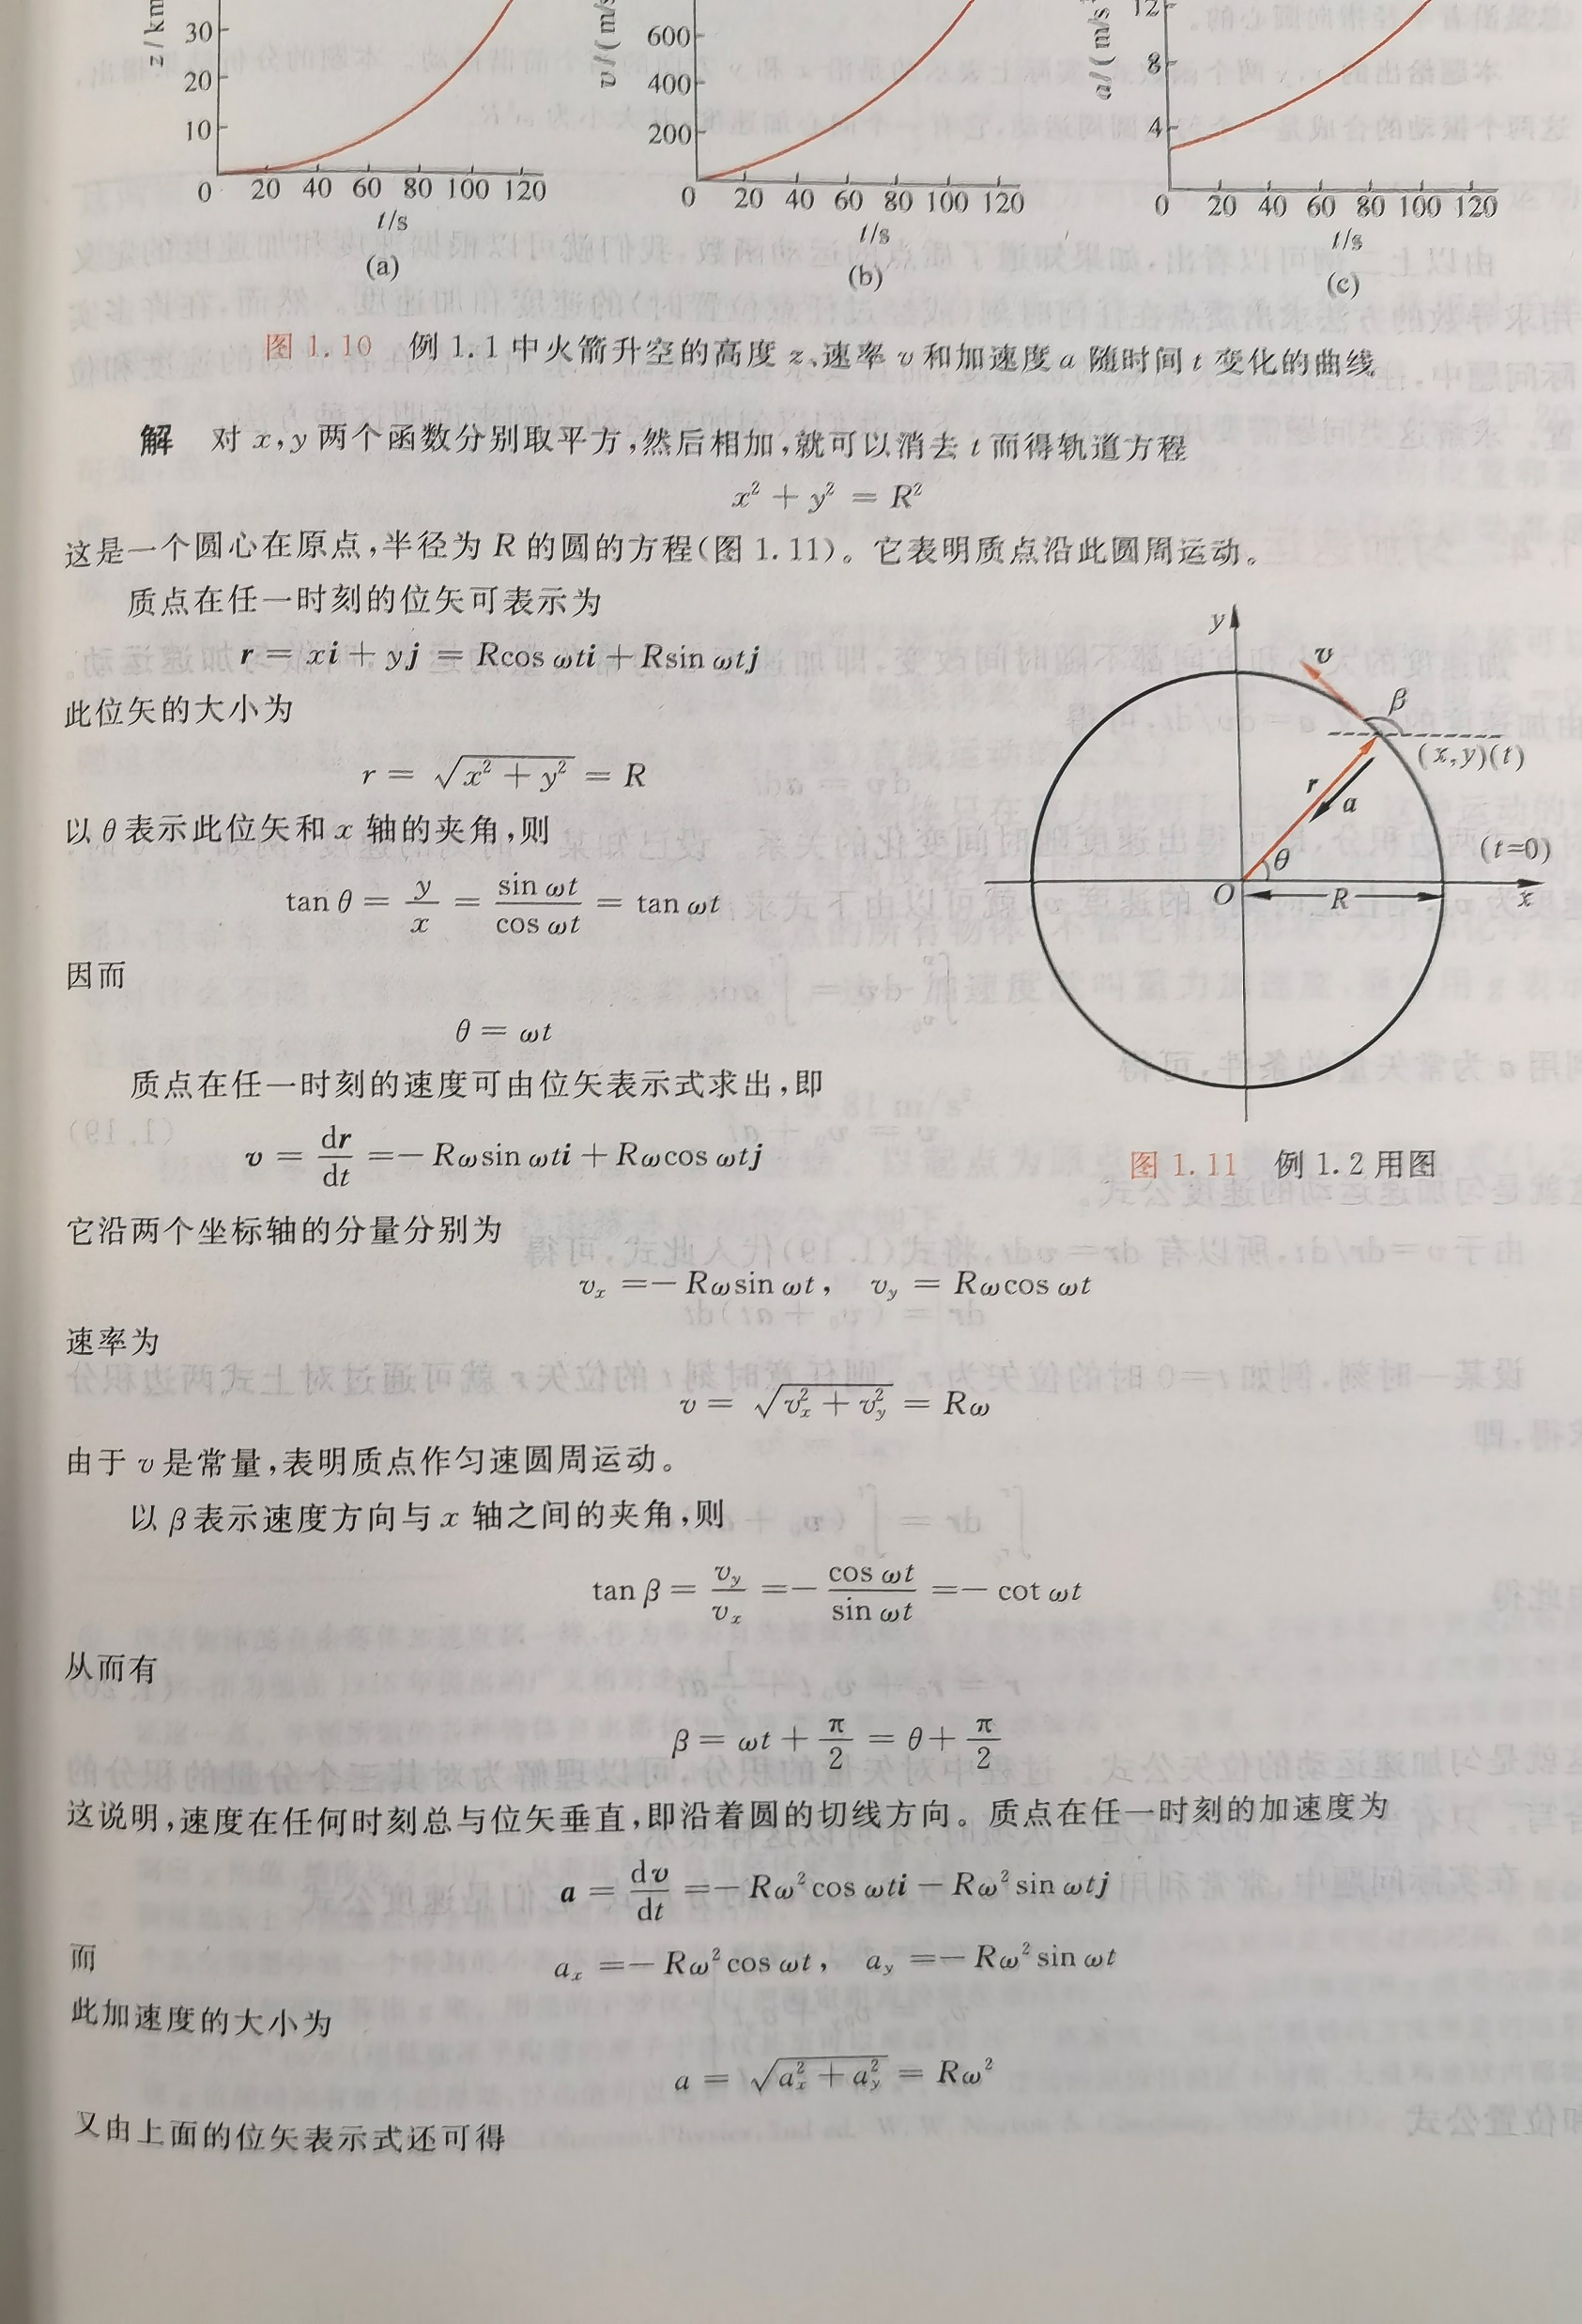 z/km
30
20
10
0 20 40 60 80 100 120
t/s
(a)
v/(m/s
600
400
200
0 20 40 60 80 100 120
t/s
(b)
a/(m/s
12
8
4
0 20 40 60 80 100 120
t/s
(c)
图 1.10 例 1.1 中火箭升空的高度 z、速率 v 和加速度 a 随时间 t 变化的曲线
解 对 x,y 两个函数分别取平方,然后相加,就可以消去 t 而得轨道方程
x² + y² = R²
这是一个圆心在原点,半径为 R 的圆的方程(图 1.11)。它表明质点沿此圆周运动。
质点在任一时刻的位矢可表示为
r = xi + yj = Rcos ωti + Rsin ωtj
此位矢的大小为
r = √(x² + y²) = R
以 θ 表示此位矢和 x 轴的夹角,则
tan θ = y/x = sin ωt/cos ωt = tan ωt
因而
θ = ωt
质点在任一时刻的速度可由位矢表示式求出,即
v = dr/dt =− Rωsin ωti + Rωcos ωtj
y
v
β
(x,y)(t)
r
a
(t=0)
θ
O
R
x
图 1.11 例 1.2 用图
它沿两个坐标轴的分量分别为
vₓ =− Rωsin ωt, v_y = Rωcos ωt
速率为
v = √(vₓ² + v_y²) = Rω
由于 v 是常量,表明质点作匀速圆周运动。
以 β 表示速度方向与 x 轴之间的夹角,则
tan β = v_y/vₓ =− cos ωt/sin ωt =− cot ωt
从而有
β = ωt + π/2 = θ + π/2
这说明,速度在任何时刻总与位矢垂直,即沿着圆的切线方向。质点在任一时刻的加速度为
a = dv/dt =− Rω² cos ωti − Rω² sin ωtj
而
aₓ =− Rω² cos ωt, a_y =− Rω² sin ωt
此加速度的大小为
a = √(aₓ² + a_y²) = Rω²
又由上面的位矢表示式还可得